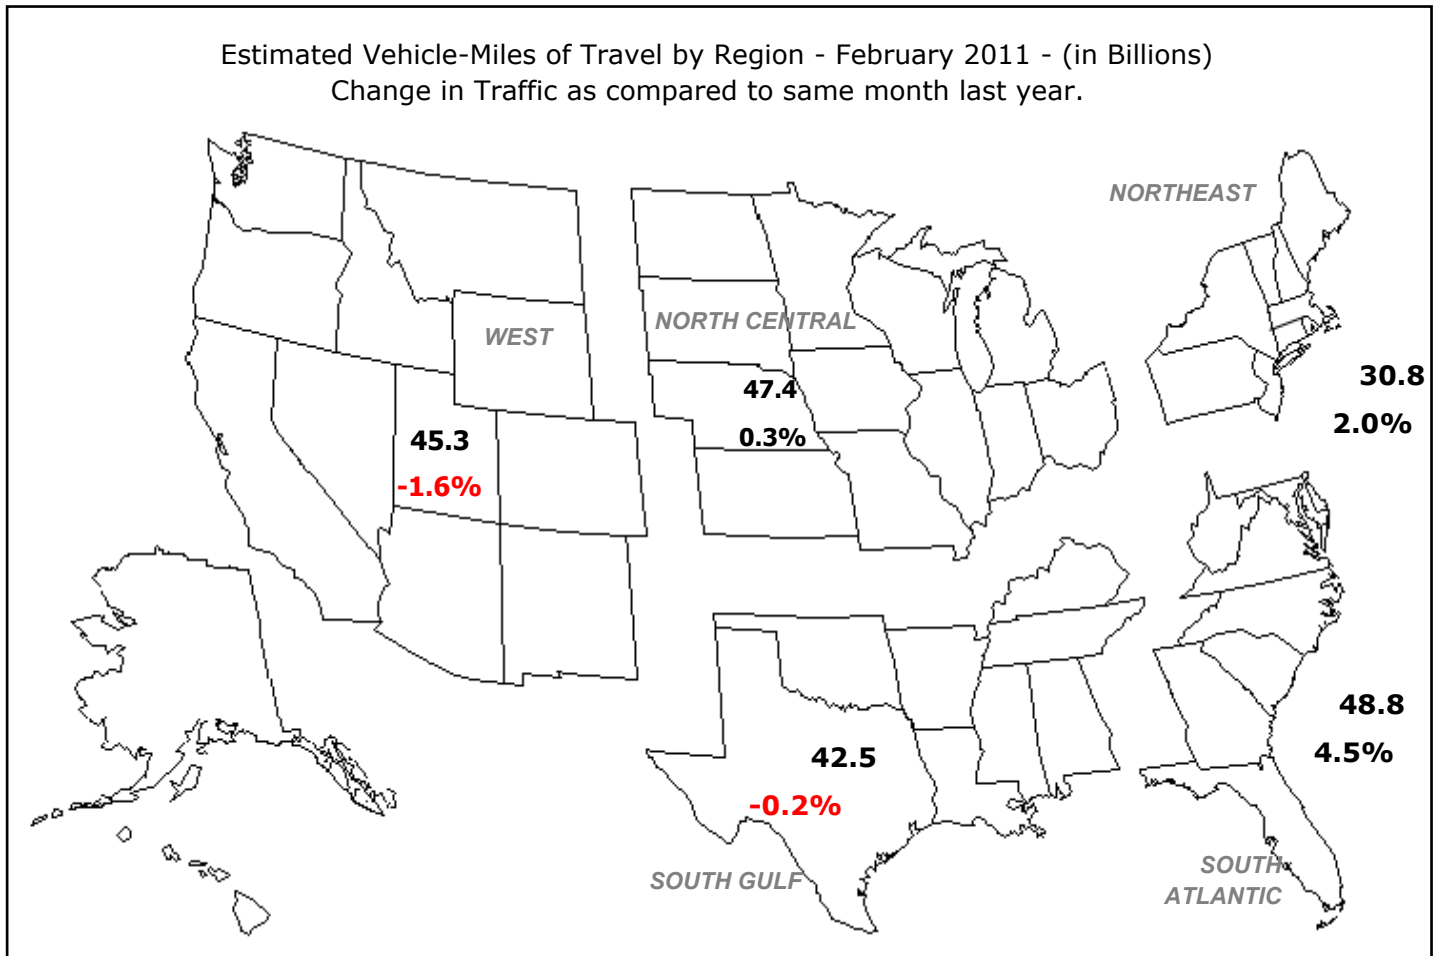 Estimated Vehicle-Miles of Travel by Region - February 2011 - (in Billions)
Change in Traffic as compared to same month last year.
NORTHEAST
30.8
2.0%
WEST
45.3
-1.6%
NORTH CENTRAL
47.4
0.3%
48.8
4.5%
SOUTH
ATLANTIC
42.5
-0.2%
SOUTH GULF